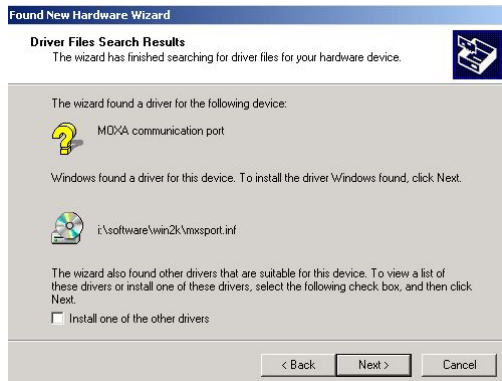 Found New Hardware Wizard
Driver Files Search Results
The wizard has finished searching for driver files for your hardware device.
The wizard found a driver for the following device:
MOXA communication port
Windows found a driver for this device. To install the driver Windows found, click Next.
i:\software\win2k\mxsport.inf
The wizard also found other drivers that are suitable for this device. To view a list of
these drivers or install one of these drivers, select the following check box, and then click
Next.
Install one of the other drivers
< Back
Next >
Cancel